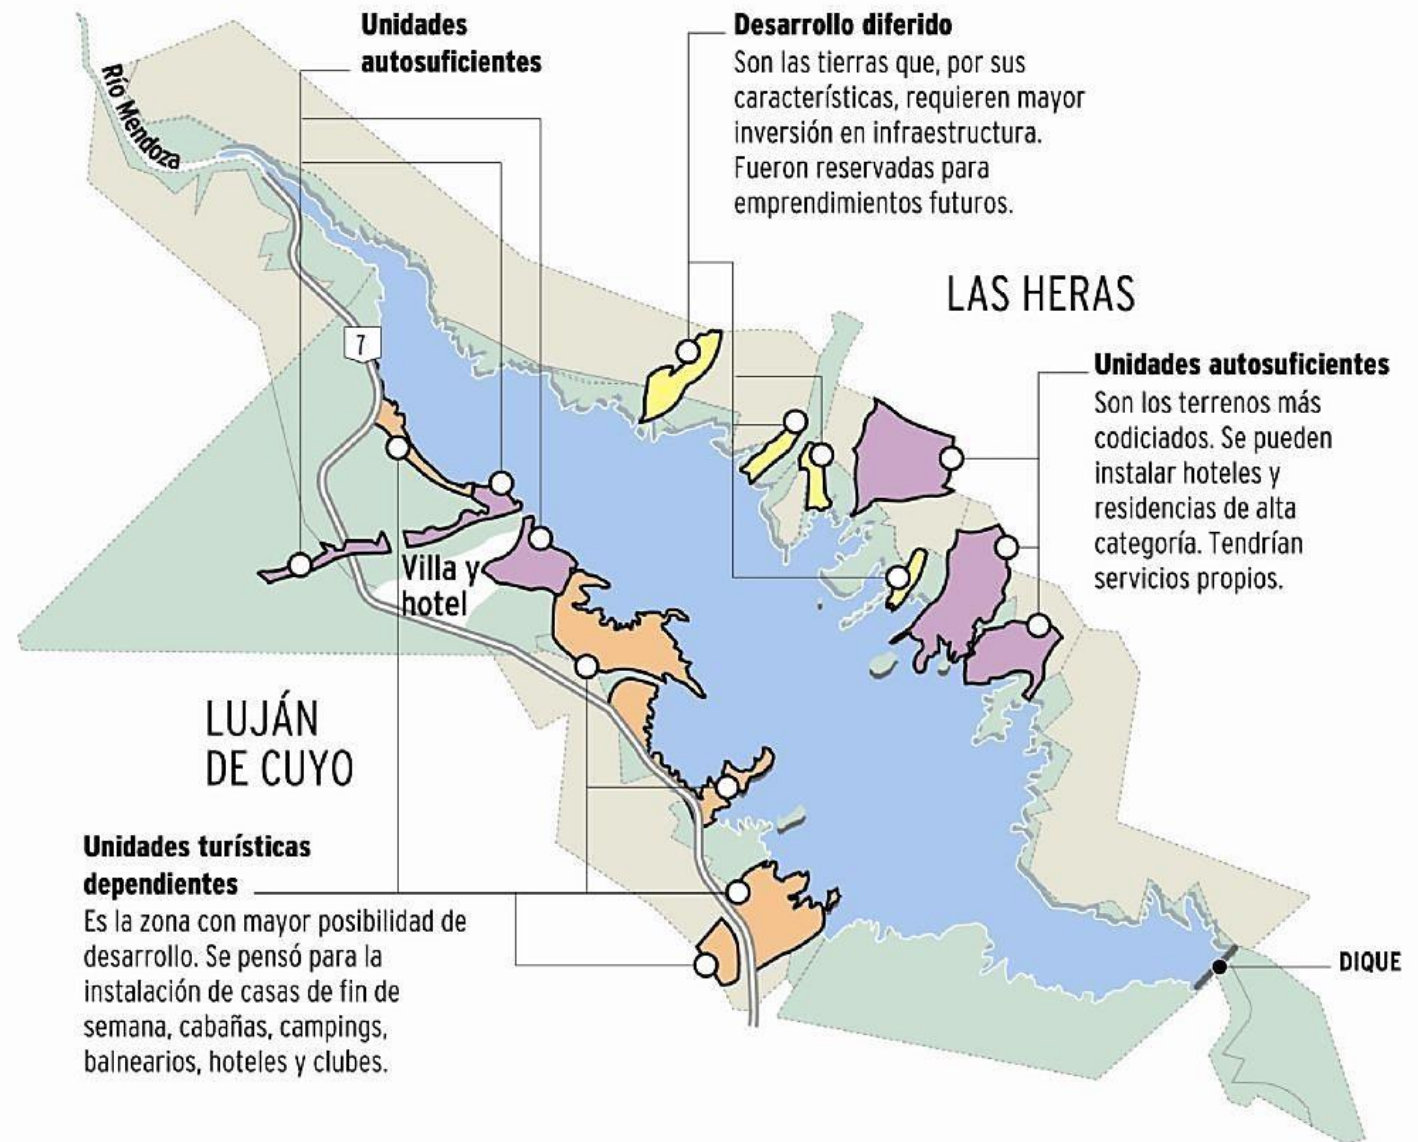 Unidades
autosuficientes
Desarrollo diferido
Son las tierras que, por sus
características, requieren mayor
inversión en infraestructura.
Fueron reservadas para
emprendimientos futuros.
Río Mendoza
LAS HERAS
7
Unidades autosuficientes
Son los terrenos más
codiciados. Se pueden
instalar hoteles y
residencias de alta
categoría. Tendrían
servicios propios.
Villa y
hotel
LUJÁN
DE CUYO
Unidades turísticas
dependientes
Es la zona con mayor posibilidad de
desarrollo. Se pensó para la
instalación de casas de fin de
semana, cabañas, campings,
balnearios, hoteles y clubes.
DIQUE